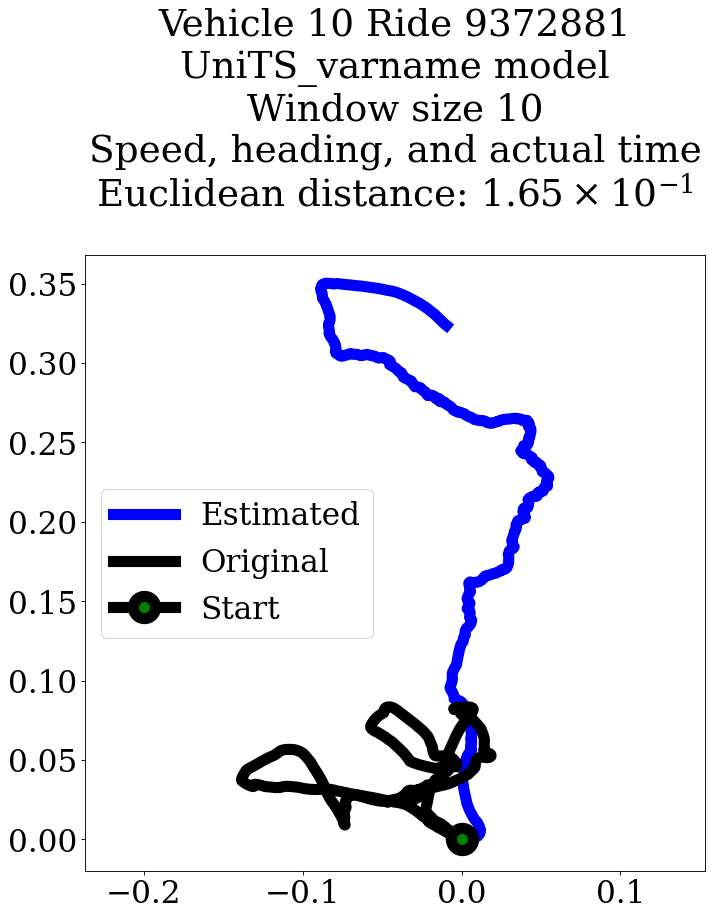 Vehicle 10 Ride 9372881
UniTS_varname model
Window size 10
Speed, heading, and actual time
Euclidean distance: 1.65 × 10⁻¹
0.35
0.30
0.25
0.20
0.15
0.10
0.05
0.00
Estimated
Original
Start
−0.2
−0.1
0.0
0.1